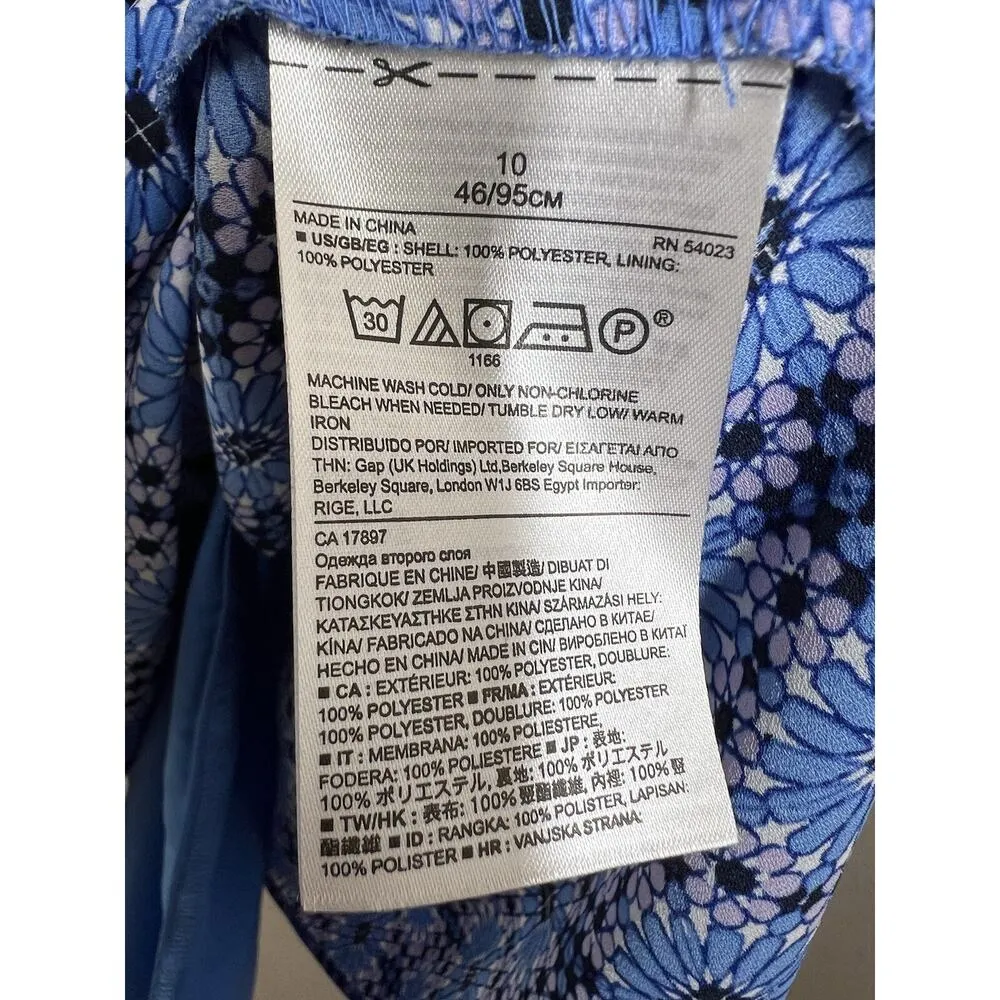 10
46/95CM
MADE IN CHINA RN 54023
■ US/GB/EG : SHELL: 100% POLYESTER, LINING:
100% POLYESTER
30 P ®
1166
MACHINE WASH COLD/ ONLY NON-CHLORINE
BLEACH WHEN NEEDED/ TUMBLE DRY LOW/ WARM
IRON
DISTRIBUIDO POR/ IMPORTED FOR/ ΕΙΣΑΓΕΤΑΙ ΑΠΟ
THN: Gap (UK Holdings) Ltd,Berkeley Square House,
Berkeley Square, London W1J 6BS Egypt Importer:
RIGE, LLC
CA 17897
Одежда второго слоя
FABRIQUE EN CHINE/ 中國製造/ DIBUAT DI
TIONGKOK/ ZEMLJA PROIZVODNJE KINA/
ΚΑΤΑΣΚΕΥΑΣΤΗΚΕ ΣΤΗΝ ΚΙΝΑ/ SZÁRMAZÁSI HELY:
KÍNA/ FABRICADO NA CHINA/ СДЕЛАНО В КИТАЕ/
HECHO EN CHINA/ MADE IN CIN/ ВИРОБЛЕНО В КИТАЇ
■ CA : EXTÉRIEUR: 100% POLYESTER, DOUBLURE:
100% POLYESTER ■ FR/MA : EXTÉRIEUR:
100% POLYESTER, DOUBLURE: 100% POLYESTER
■ IT : MEMBRANA: 100% POLIESTERE,
FODERA: 100% POLIESTERE ■ JP : 表地:
100% ポリエステル, 裏地: 100% ポリエステル
■ TW/HK : 表布: 100% 聚酯纖維, 內裡: 100% 聚
酯纖維 ■ ID : RANGKA: 100% POLISTER, LAPISAN:
100% POLISTER ■ HR : VANJSKA STRANA: